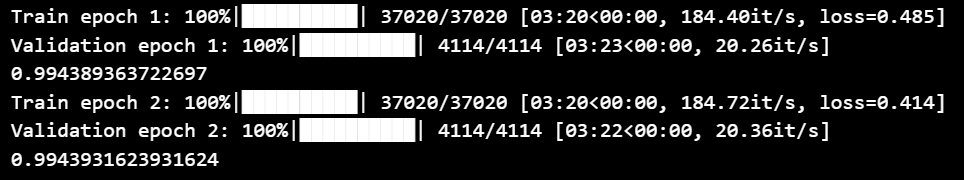 Train epoch 1: 100%|██████████| 37020/37020 [03:20<00:00, 184.40it/s, loss=0.485]
Validation epoch 1: 100%|██████████| 4114/4114 [03:23<00:00, 20.26it/s]
0.994389363722697
Train epoch 2: 100%|██████████| 37020/37020 [03:20<00:00, 184.72it/s, loss=0.414]
Validation epoch 2: 100%|██████████| 4114/4114 [03:22<00:00, 20.36it/s]
0.9943931623931624